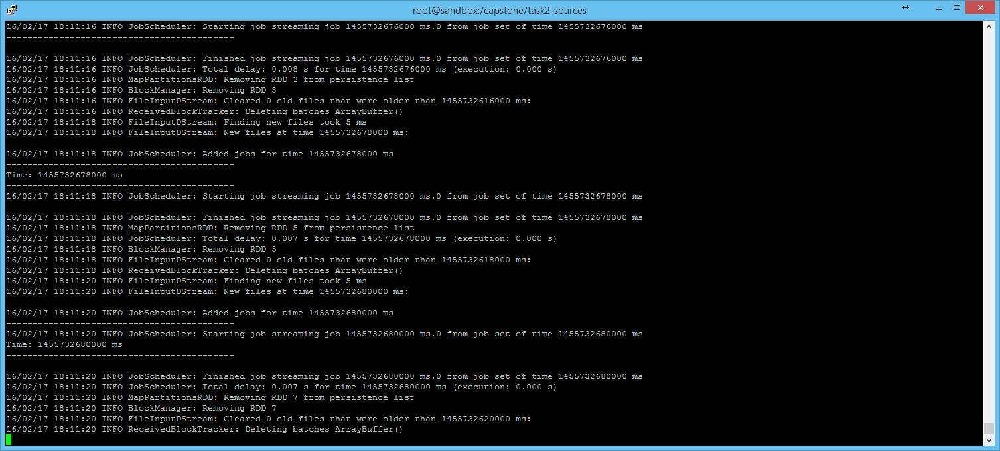 root@sandbox:/capstone/task2-sources
16/02/17 18:11:16 INFO JobScheduler: Starting job streaming job 1455732676000 ms.0 from job set of time 1455732676000 ms
-------------------------------------------
16/02/17 18:11:16 INFO JobScheduler: Finished job streaming job 1455732676000 ms.0 from job set of time 1455732676000 ms
16/02/17 18:11:16 INFO JobScheduler: Total delay: 0.008 s for time 1455732676000 ms (execution: 0.000 s)
16/02/17 18:11:16 INFO MapPartitionsRDD: Removing RDD 3 from persistence list
16/02/17 18:11:16 INFO BlockManager: Removing RDD 3
16/02/17 18:11:16 INFO FileInputDStream: Cleared 0 old files that were older than 1455732616000 ms:
16/02/17 18:11:16 INFO ReceivedBlockTracker: Deleting batches ArrayBuffer()
16/02/17 18:11:18 INFO FileInputDStream: Finding new files took 5 ms
16/02/17 18:11:18 INFO FileInputDStream: New files at time 1455732678000 ms:
16/02/17 18:11:18 INFO JobScheduler: Added jobs for time 1455732678000 ms
-------------------------------------------
Time: 1455732678000 ms
-------------------------------------------
16/02/17 18:11:18 INFO JobScheduler: Starting job streaming job 1455732678000 ms.0 from job set of time 1455732678000 ms
16/02/17 18:11:18 INFO JobScheduler: Finished job streaming job 1455732678000 ms.0 from job set of time 1455732678000 ms
16/02/17 18:11:18 INFO MapPartitionsRDD: Removing RDD 5 from persistence list
16/02/17 18:11:18 INFO JobScheduler: Total delay: 0.007 s for time 1455732678000 ms (execution: 0.000 s)
16/02/17 18:11:18 INFO BlockManager: Removing RDD 5
16/02/17 18:11:18 INFO FileInputDStream: Cleared 0 old files that were older than 1455732618000 ms:
16/02/17 18:11:18 INFO ReceivedBlockTracker: Deleting batches ArrayBuffer()
16/02/17 18:11:20 INFO FileInputDStream: Finding new files took 5 ms
16/02/17 18:11:20 INFO FileInputDStream: New files at time 1455732680000 ms:
16/02/17 18:11:20 INFO JobScheduler: Added jobs for time 1455732680000 ms
-------------------------------------------
16/02/17 18:11:20 INFO JobScheduler: Starting job streaming job 1455732680000 ms.0 from job set of time 1455732680000 ms
Time: 1455732680000 ms
-------------------------------------------
16/02/17 18:11:20 INFO JobScheduler: Finished job streaming job 1455732680000 ms.0 from job set of time 1455732680000 ms
16/02/17 18:11:20 INFO JobScheduler: Total delay: 0.007 s for time 1455732680000 ms (execution: 0.000 s)
16/02/17 18:11:20 INFO MapPartitionsRDD: Removing RDD 7 from persistence list
16/02/17 18:11:20 INFO BlockManager: Removing RDD 7
16/02/17 18:11:20 INFO FileInputDStream: Cleared 0 old files that were older than 1455732620000 ms:
16/02/17 18:11:20 INFO ReceivedBlockTracker: Deleting batches ArrayBuffer()